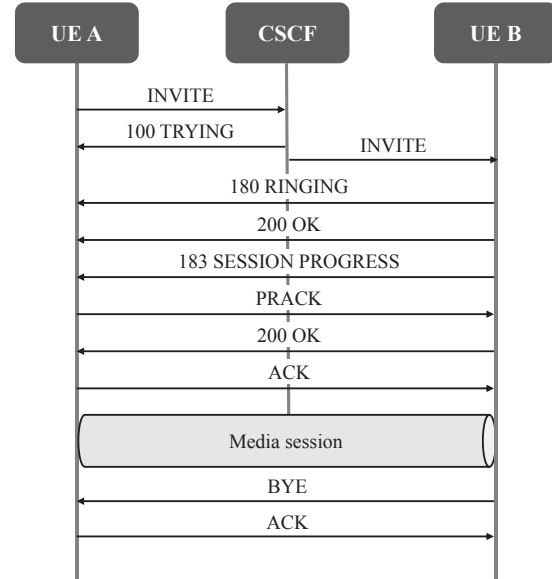 UE A
CSCF
UE B
INVITE
100 TRYING
INVITE
180 RINGING
200 OK
183 SESSION PROGRESS
PRACK
200 OK
ACK
Media session
BYE
ACK